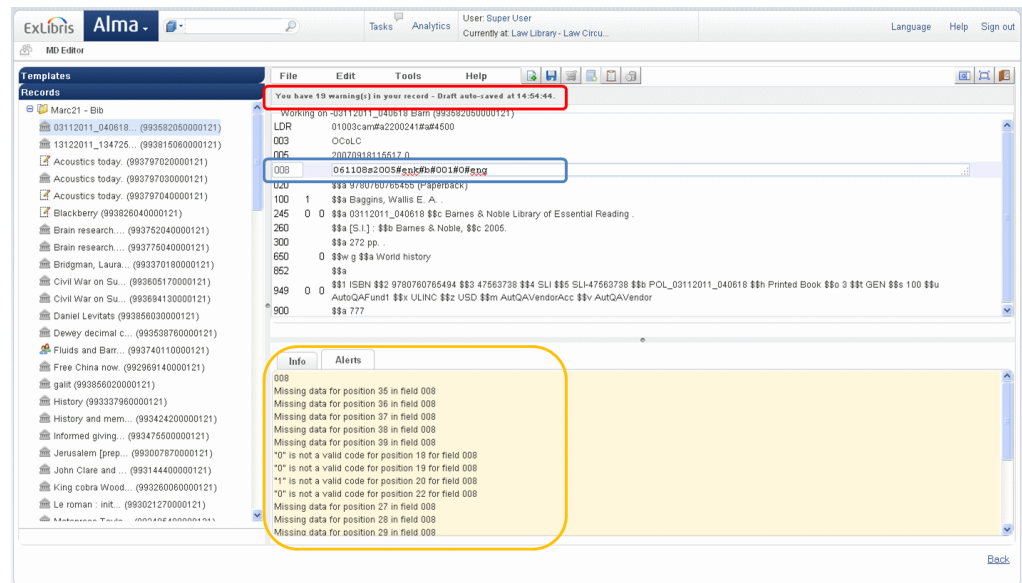 ExLibris Alma
Tasks Analytics
User: Super User
Currently at: Law Library - Law Circu...
Language Help Sign out
MD Editor
Templates
Records
Marc21 - Bib
03112011_040618... (993582050000121)
13122011_134725... (993815060000121)
Acoustics today. (993797020000121)
Acoustics today. (993797030000121)
Acoustics today. (993797040000121)
Blackberry (993826040000121)
Brain research.... (993752040000121)
Brain research.... (993775040000121)
Bridgman, Laura... (993370180000121)
Civil War on Su... (993605170000121)
Civil War on Su... (993694130000121)
Daniel Levitats (993856030000121)
Dewey decimal c... (993538760000121)
Fluids and Barr... (993740110000121)
Free China now. (992969140000121)
galit (993856020000121)
History (993337960000121)
History and mem... (993424200000121)
Informed giving... (993475500000121)
Jerusalem [prep... (993007870000121)
John Clare and ... (993144400000121)
King cobra Wood... (993260060000121)
Le roman : init... (993021270000121)
File Edit Tools Help
You have 19 warning(s) in your record - Draft auto-saved at 14:54:44.
Working on -03112011_040618 Barn (993582050000121)
LDR 01003cam#a2200241#a#4500
003 OCoLC
005 20070918115517.0
008 061108s2005#enk#b#001#0#eng
020 $$a 9780760765455 (Paperback)
100 1 $$a Baggins, Wallis E. A. .
245 0 0 $$a 03112011_040618 $$c Barnes & Noble Library of Essential Reading .
260 $$a [S.l.] : $$b Barnes & Noble, $$c 2005.
300 $$a 272 pp. .
650 0 $$w g $$a World history
852 $$a
949 0 0 $$1 ISBN $$2 9780760765494 $$3 47563738 $$4 SLI $$5 SLI-47563738 $$b POL_03112011_040618 $$h Printed Book $$o 3 $$t GEN $$s 100 $$u
AutoQAFund1 $$x ULINC $$z USD $$m AutQAVendorAcc $$v AutQAVendor
900 $$a 777
Info Alerts
008
Missing data for position 35 in field 008
Missing data for position 36 in field 008
Missing data for position 37 in field 008
Missing data for position 38 in field 008
Missing data for position 39 in field 008
"0" is not a valid code for position 18 for field 008
"0" is not a valid code for position 19 for field 008
"1" is not a valid code for position 20 for field 008
"0" is not a valid code for position 22 for field 008
Missing data for position 27 in field 008
Missing data for position 28 in field 008
Missing data for position 29 in field 008
Back